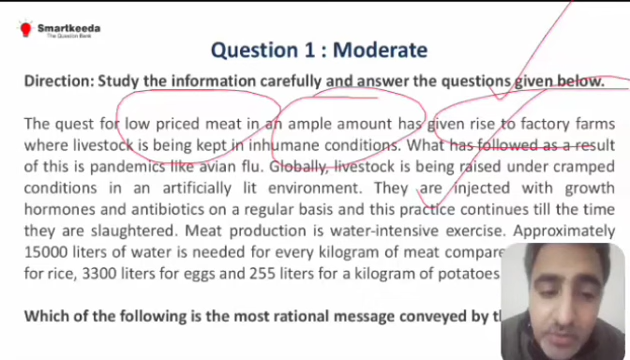 Smartkeeda
The Question Bank
Question 1 : Moderate
Direction: Study the information carefully and answer the questions given below.
The quest for low priced meat in an ample amount has given rise to factory farms
where livestock is being kept in inhumane conditions. What has followed as a result
of this is pandemics like avian flu. Globally, livestock is being raised under cramped
conditions in an artificially lit environment. They are injected with growth
hormones and antibiotics on a regular basis and this practice continues till the time
they are slaughtered. Meat production is water-intensive exercise. Approximately
15000 liters of water is needed for every kilogram of meat
for rice, 3300 liters for eggs and 255 liters for a kilogram of potatoes
Which of the following is the most rational message conveyed by